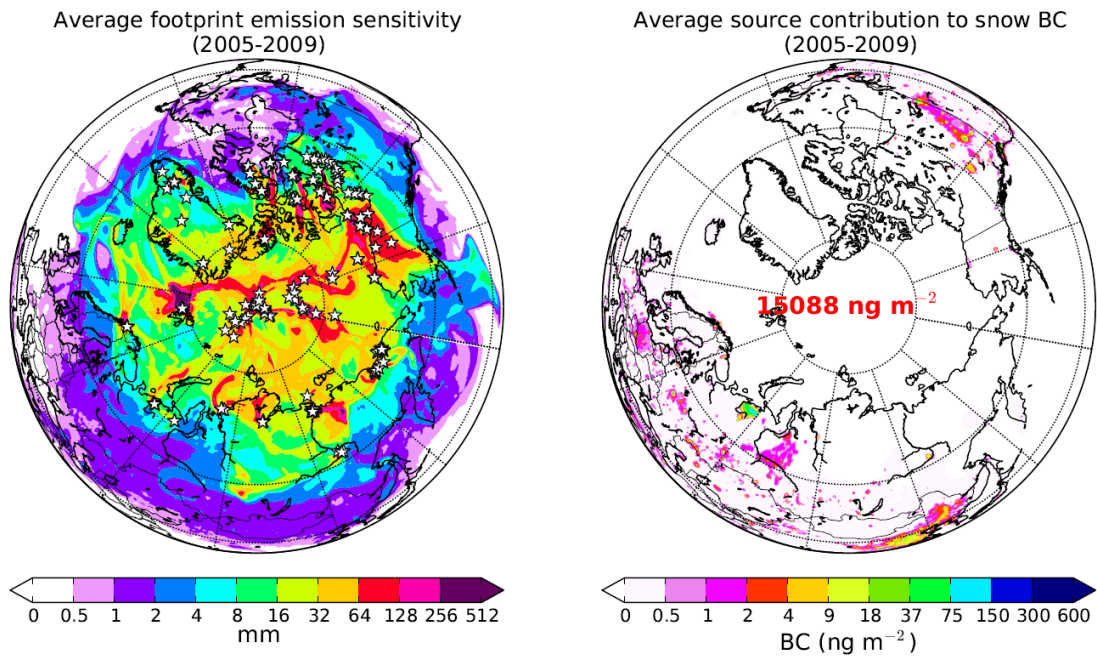 Average footprint emission sensitivity
(2005-2009)
Average source contribution to snow BC
(2005-2009)
15088 ng m⁻²
0 0.5 1 2 4 8 16 32 64 128 256 512
mm
0 0.5 1 2 4 9 18 37 75 150 300 600
BC (ng m⁻²)